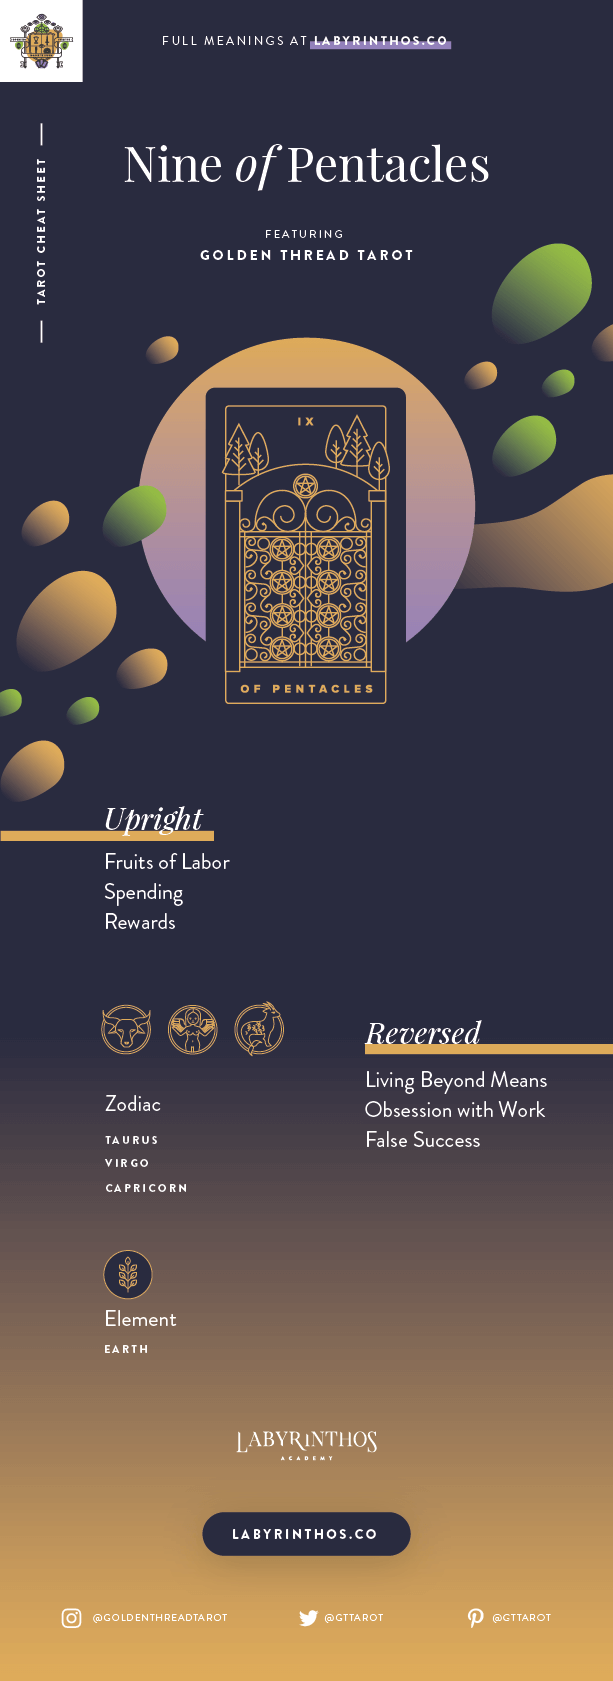 FULL MEANINGS AT LABYRINTHOS.CO
TAROT CHEAT SHEET
Nine of Pentacles
FEATURING
GOLDEN THREAD TAROT
IX
OF PENTACLES
Upright
Fruits of Labor
Spending
Rewards
Reversed
Living Beyond Means
Obsession with Work
False Success
Zodiac
TAURUS
VIRGO
CAPRICORN
Element
EARTH
LABYRINTHOS
ACADEMY
LABYRINTHOS.CO
@GOLDENTHREADTAROT
@GTTAROT
@GTTAROT